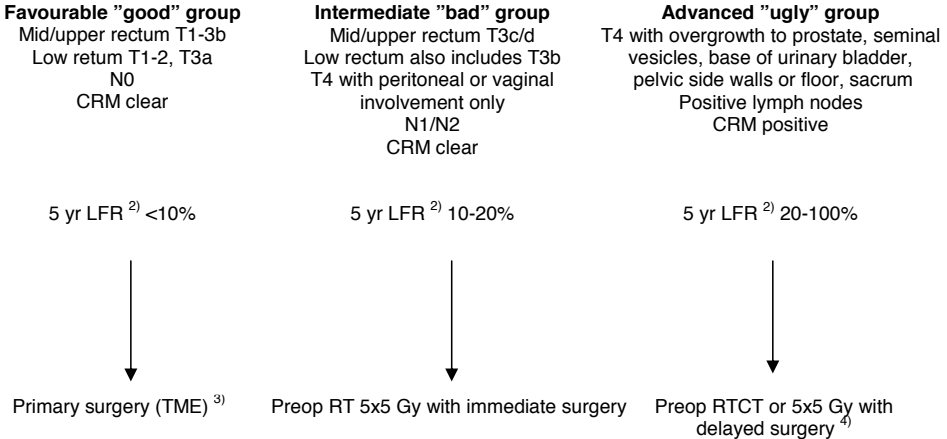 Favourable ”good” group
Mid/upper rectum T1-3b
Low retum T1-2, T3a
N0
CRM clear
5 yr LFR 2) <10%
Primary surgery (TME) 3)
Intermediate ”bad” group
Mid/upper rectum T3c/d
Low rectum also includes T3b
T4 with peritoneal or vaginal
involvement only
N1/N2
CRM clear
5 yr LFR 2) 10-20%
Preop RT 5x5 Gy with immediate surgery
Advanced ”ugly” group
T4 with overgrowth to prostate, seminal
vesicles, base of urinary bladder,
pelvic side walls or floor, sacrum
Positive lymph nodes
CRM positive
5 yr LFR 2) 20-100%
Preop RTCT or 5x5 Gy with
delayed surgery 4)